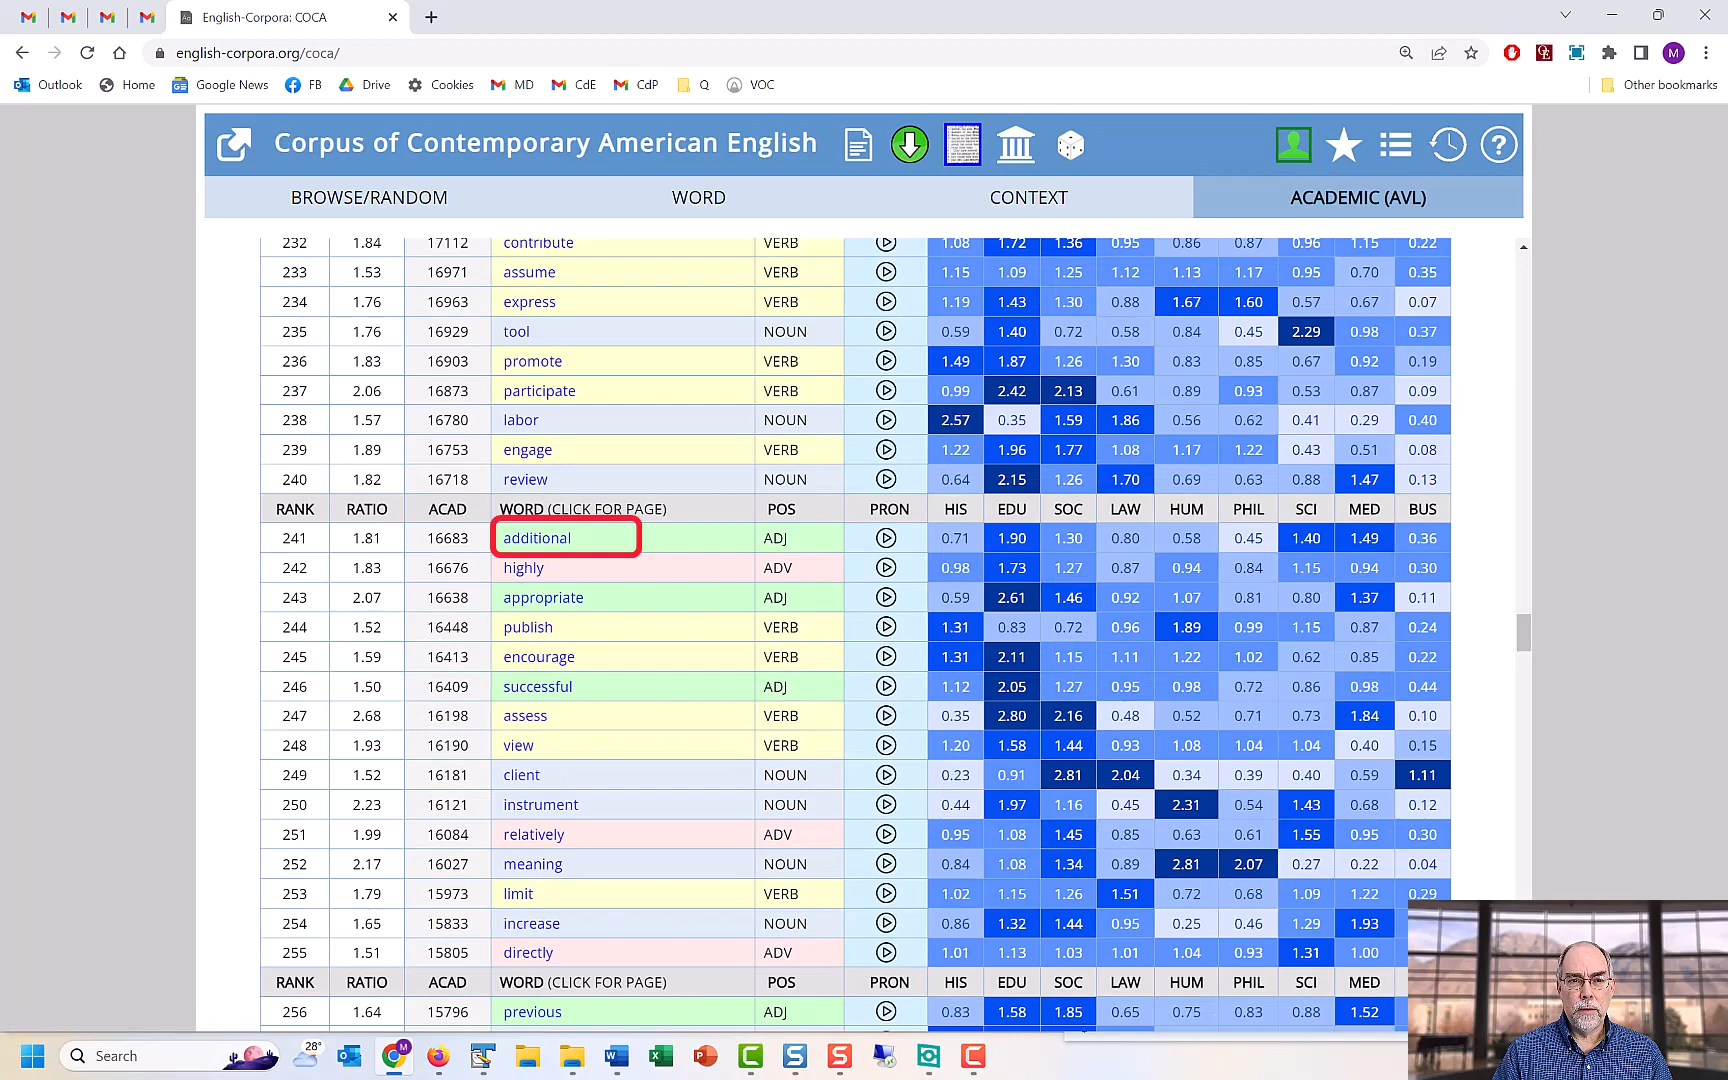 English-Corpora: COCA
english-corpora.org/coca/
M
Outlook Home Google News FB Drive Cookies MD CdE CdP Q VOC Other bookmarks
Corpus of Contemporary American English
BROWSE/RANDOM WORD CONTEXT ACADEMIC (AVL)
232 1.84 17112 contribute VERB 1.08 1.72 1.36 0.95 0.86 0.87 0.96 1.15 0.22
233 1.53 16971 assume VERB 1.15 1.09 1.25 1.12 1.13 1.17 0.95 0.70 0.35
234 1.76 16963 express VERB 1.19 1.43 1.30 0.88 1.67 1.60 0.57 0.67 0.07
235 1.76 16929 tool NOUN 0.59 1.40 0.72 0.58 0.84 0.45 2.29 0.98 0.37
236 1.83 16903 promote VERB 1.49 1.87 1.26 1.30 0.83 0.85 0.67 0.92 0.19
237 2.06 16873 participate VERB 0.99 2.42 2.13 0.61 0.89 0.93 0.53 0.87 0.09
238 1.57 16780 labor NOUN 2.57 0.35 1.59 1.86 0.56 0.62 0.41 0.29 0.40
239 1.89 16753 engage VERB 1.22 1.96 1.77 1.08 1.17 1.22 0.43 0.51 0.08
240 1.82 16718 review NOUN 0.64 2.15 1.26 1.70 0.69 0.63 0.88 1.47 0.13
RANK RATIO ACAD WORD (CLICK FOR PAGE) POS PRON HIS EDU SOC LAW HUM PHIL SCI MED BUS
241 1.81 16683 additional ADJ 0.71 1.90 1.30 0.80 0.58 0.45 1.40 1.49 0.36
242 1.83 16676 highly ADV 0.98 1.73 1.27 0.87 0.94 0.84 1.15 0.94 0.30
243 2.07 16638 appropriate ADJ 0.59 2.61 1.46 0.92 1.07 0.81 0.80 1.37 0.11
244 1.52 16448 publish VERB 1.31 0.83 0.72 0.96 1.89 0.99 1.15 0.87 0.24
245 1.59 16413 encourage VERB 1.31 2.11 1.15 1.11 1.22 1.02 0.62 0.85 0.22
246 1.50 16409 successful ADJ 1.12 2.05 1.27 0.95 0.98 0.72 0.86 0.98 0.44
247 2.68 16198 assess VERB 0.35 2.80 2.16 0.48 0.52 0.71 0.73 1.84 0.10
248 1.93 16190 view VERB 1.20 1.58 1.44 0.93 1.08 1.04 1.04 0.40 0.15
249 1.52 16181 client NOUN 0.23 0.91 2.81 2.04 0.34 0.39 0.40 0.59 1.11
250 2.23 16121 instrument NOUN 0.44 1.97 1.16 0.45 2.31 0.54 1.43 0.68 0.12
251 1.99 16084 relatively ADV 0.95 1.08 1.45 0.85 0.63 0.61 1.55 0.95 0.30
252 2.17 16027 meaning NOUN 0.84 1.08 1.34 0.89 2.81 2.07 0.27 0.22 0.04
253 1.79 15973 limit VERB 1.02 1.15 1.26 1.51 0.72 0.68 1.09 1.22 0.29
254 1.65 15833 increase NOUN 0.86 1.32 1.44 0.95 0.25 0.46 1.29 1.93
255 1.51 15805 directly ADV 1.01 1.13 1.03 1.01 1.04 0.93 1.31 1.00
RANK RATIO ACAD WORD (CLICK FOR PAGE) POS PRON HIS EDU SOC LAW HUM PHIL SCI MED
256 1.64 15796 previous ADJ 0.83 1.58 1.85 0.65 0.75 0.83 0.88 1.52
Search 28°